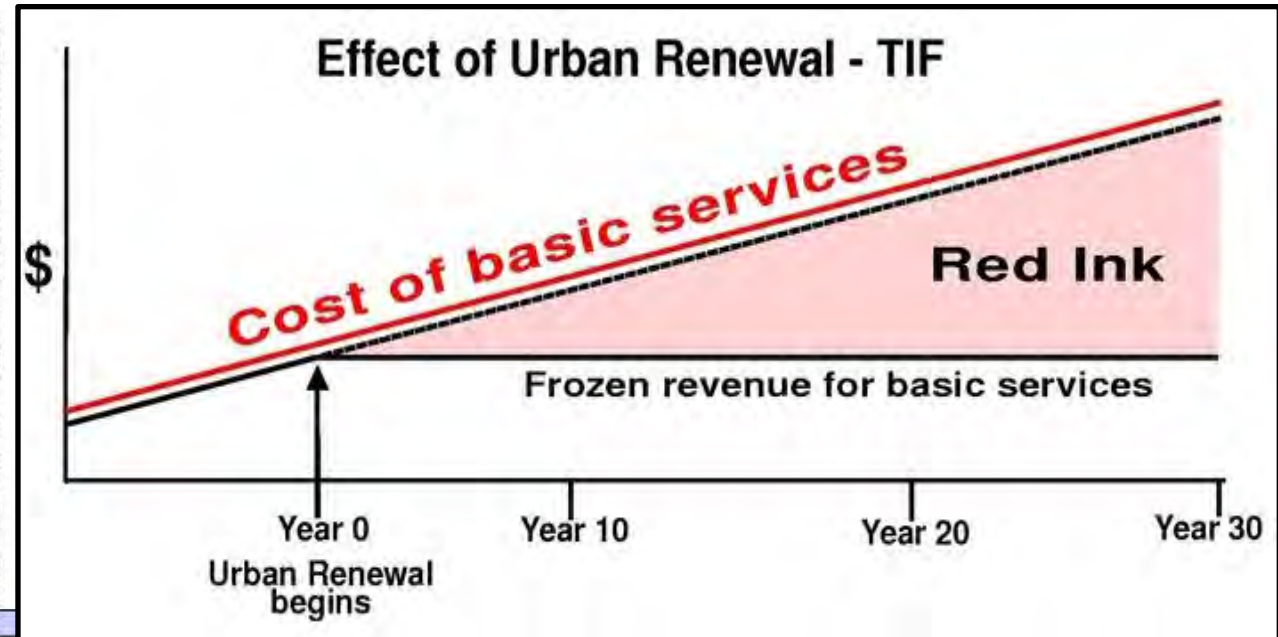 Effect of Urban Renewal - TIF
Cost of basic services
$
Red Ink
Frozen revenue for basic services
Year 0
Year 10
Year 20
Year 30
Urban Renewal
begins